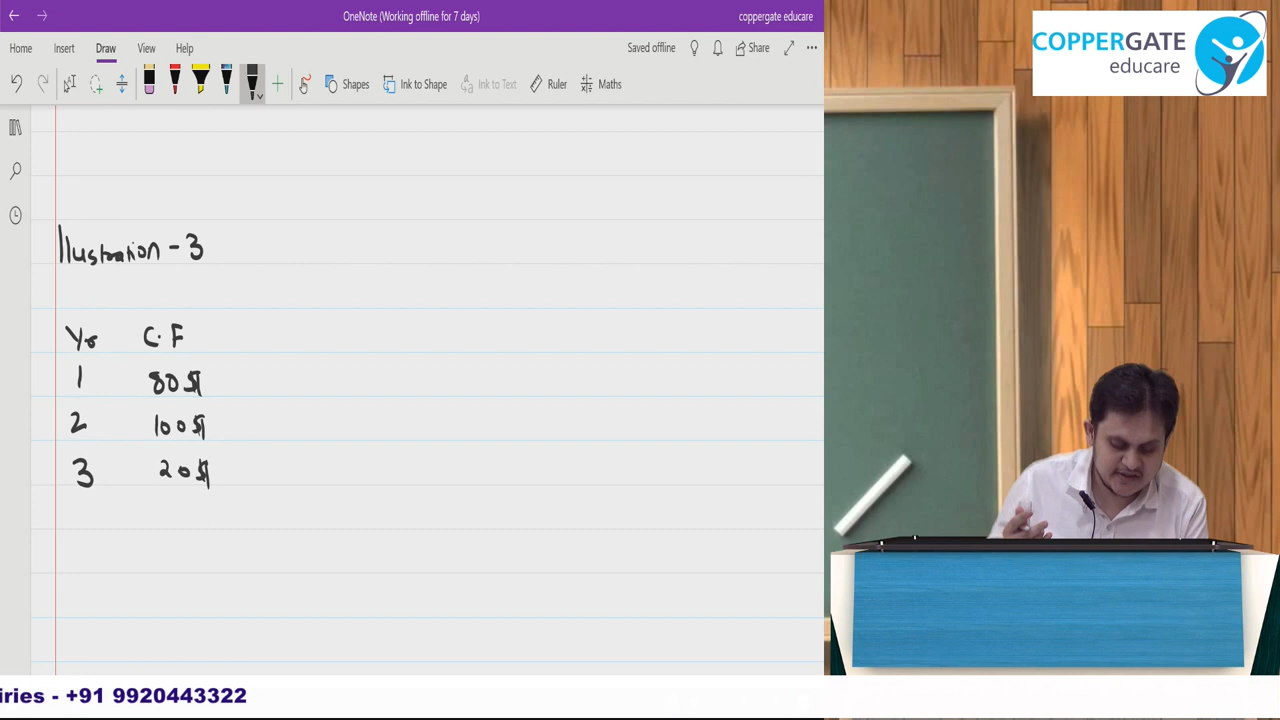 OneNote (Working offline for 7 days)
coppergate educare
Home Insert Draw View Help
Saved offline Share
Shapes Ink to Shape Ink to Text Ruler Maths
COPPERGATE
educare
Illustration - 3
Yr C.F
1 80$
2 100$
3 20$
iries - +91 9920443322